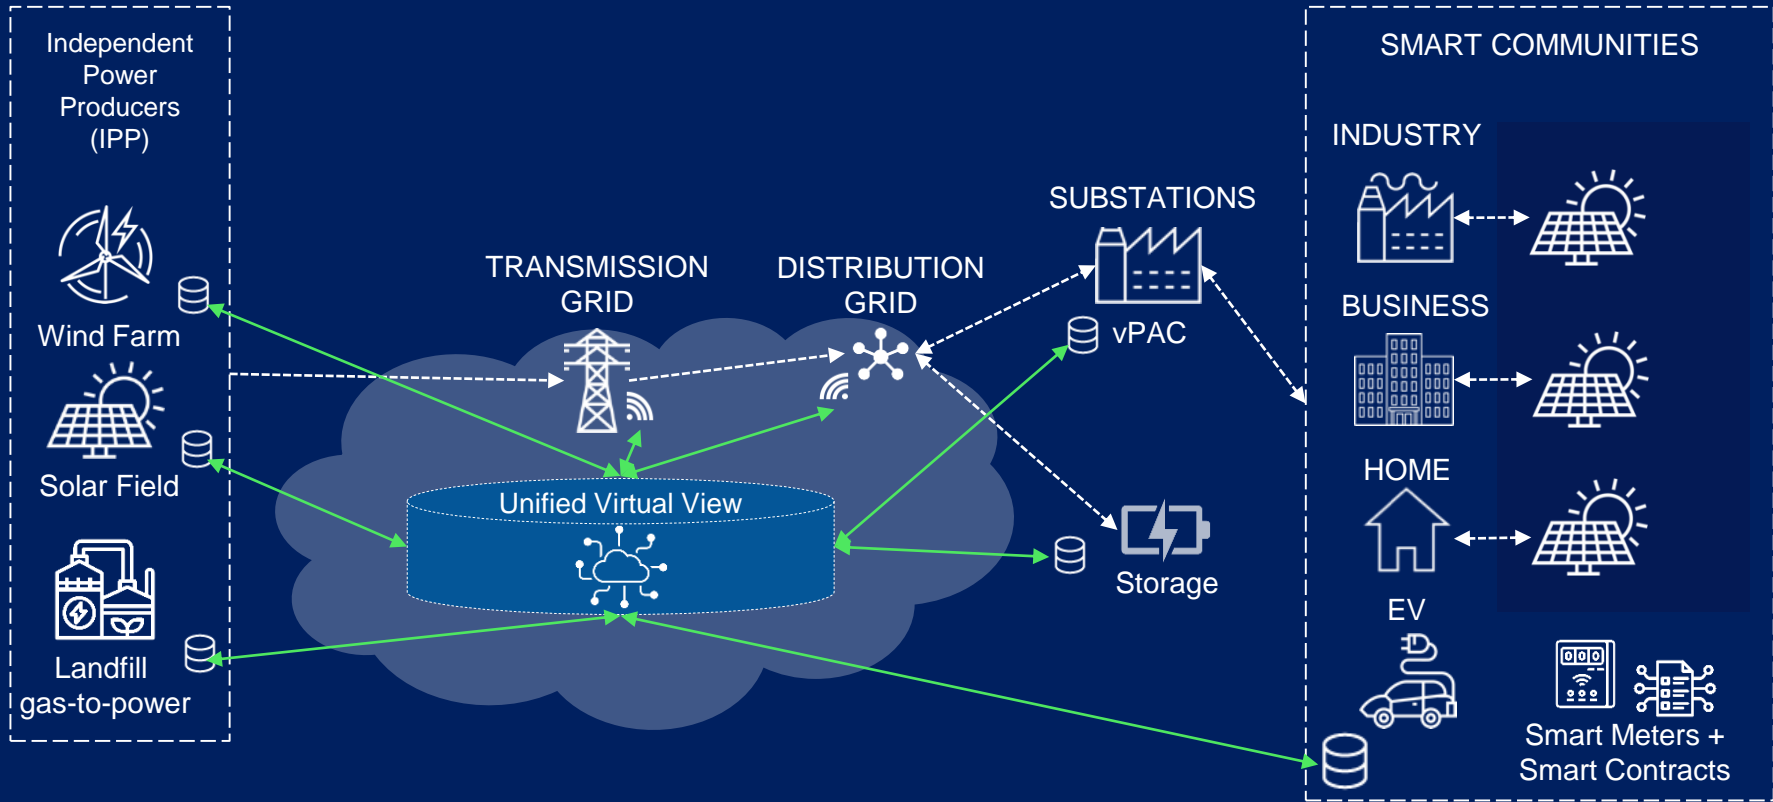 Independent
Power
Producers
(IPP)
Wind Farm
Solar Field
Landfill
gas-to-power
TRANSMISSION
GRID
DISTRIBUTION
GRID
Unified Virtual View
SUBSTATIONS
vPAC
Storage
SMART COMMUNITIES
INDUSTRY
BUSINESS
HOME
EV
000
Smart Meters +
Smart Contracts